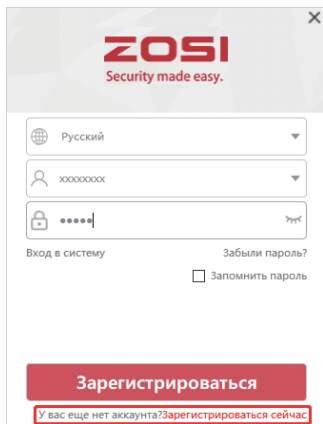 ZOSI
Security made easy.
Русский
xxxxxxxx
Вход в систему
Забыли пароль?
Запомнить пароль
Зарегистрироваться
У вас еще нет аккаунта?Зарегистрироваться сейчас